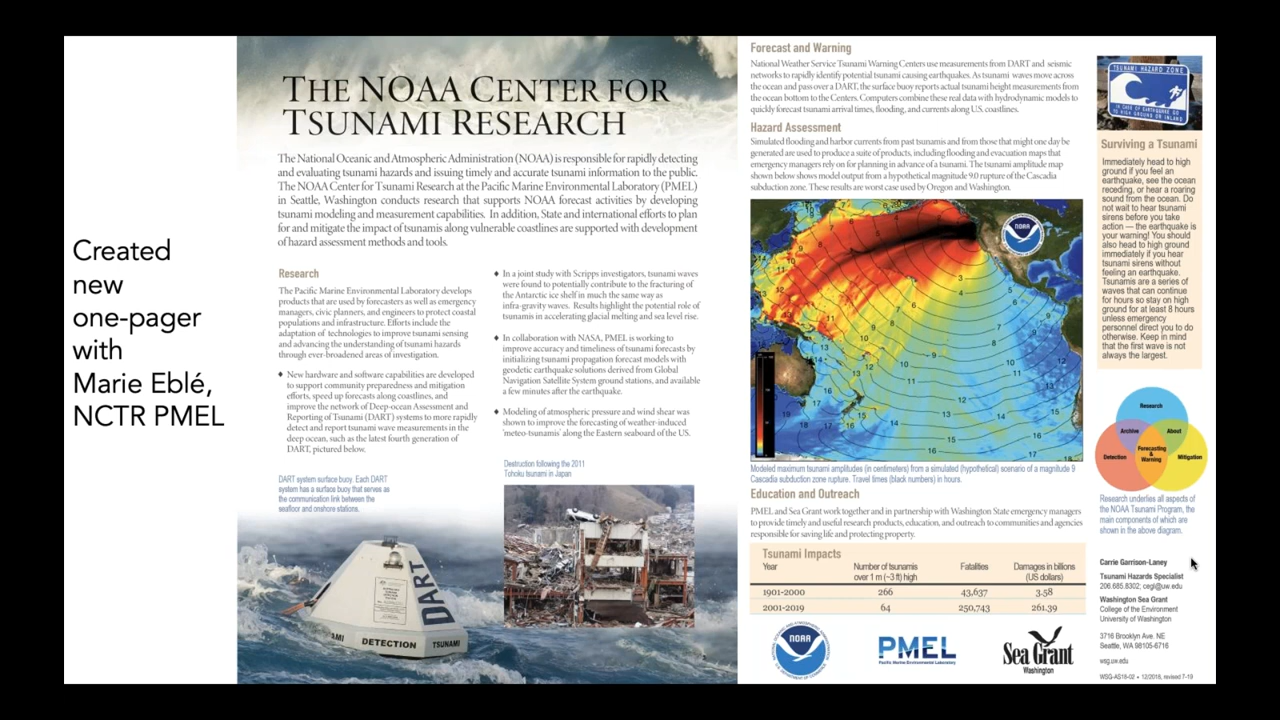 Created
new
one-pager
with
Marie Eblé,
NCTR PMEL
THE NOAA CENTER FOR
TSUNAMI RESEARCH
The National Oceanic and Atmospheric Administration (NOAA) is responsible for rapidly detecting
and evaluating tsunami hazards and issuing timely and accurate tsunami information to the public.
The NOAA Center for Tsunami Research at the Pacific Marine Environmental Laboratory (PMEL)
in Seattle, Washington conducts research that supports NOAA forecast activities by developing
tsunami modeling and measurement capabilities. In addition, State and international efforts to plan
for and mitigate the impact of tsunamis along vulnerable coastlines are supported with development
of hazard assessment methods and tools.
Research
The Pacific Marine Environmental Laboratory develops
products that are used by forecasters as well as emergency
managers, civic planners, and engineers to protect coastal
populations and infrastructure. Efforts include the
adaptation of technologies to improve tsunami sensing
and advancing the understanding of tsunami hazards
through ever-broadened areas of investigation.
♦ New hardware and software capabilities are developed
to support community preparedness and mitigation
efforts, speed up forecasts along coastlines, and
improve the network of Deep-ocean Assessment and
Reporting of Tsunami (DART) systems to more rapidly
detect and report tsunami wave measurements in the
deep ocean, such as the latest fourth generation of
DART, pictured below.
DART system surface buoy. Each DART
system has a surface buoy that serves as
the communication link between the
seafloor and onshore stations.
DART
AMI
DETECTION
TSUNAMI
♦ In a joint study with Scripps investigators, tsunami waves
were found to potentially contribute to the fracturing of
the Antarctic ice shelf in much the same way as
infra-gravity waves. Results highlight the potential role of
tsunamis in accelerating glacial melting and sea level rise.
♦ In collaboration with NASA, PMEL is working to
improve accuracy and timeliness of tsunami forecasts by
initializing tsunami propagation forecast models with
geodetic earthquake solutions derived from Global
Navigation Satellite System ground stations, and available
a few minutes after the earthquake.
♦ Modeling of atmospheric pressure and wind shear was
shown to improve the forecasting of weather-induced
'meteo-tsunamis' along the Eastern seaboard of the US.
Destruction following the 2011
Tohoku tsunami in Japan
Forecast and Warning
National Weather Service Tsunami Warning Centers use measurements from DART and seismic
networks to rapidly identify potential tsunami causing earthquakes. As tsunami waves move across
the ocean and pass over a DART, the surface buoy reports actual tsunami height measurements from
the ocean bottom to the Centers. Computers combine these real data with hydrodynamic models to
quickly forecast tsunami arrival times, flooding, and currents along U.S. coastlines.
Hazard Assessment
Simulated flooding and harbor currents from past tsunamis and from those that might one day be
generated are used to produce a suite of products, including flooding and evacuation maps that
emergency managers rely on for planning in advance of a tsunami. The tsunami amplitude map
shown below shows model output from a hypothetical magnitude 9.0 rupture of the Cascadia
subduction zone. These results are worst case used by Oregon and Washington.
NOAA
Modeled maximum tsunami amplitudes (in centimeters) from a simulated (hypothetical) scenario of a magnitude 9
Cascadia subduction zone rupture. Travel times (black numbers) in hours.
Education and Outreach
PMEL and Sea Grant work together and in partnership with Washington State emergency managers
to provide timely and useful research products, education, and outreach to communities and agencies
responsible for saving life and protecting property.
Tsunami Impacts
Year Number of tsunamis Fatalities Damages in billions
over 1 m (~3 ft) high (US dollars)
1901-2000 266 43,637 3.58
2001-2019 64 250,743 261.39
NOAA
PMEL
Pacific Marine Environmental Laboratory
Sea Grant
Washington
TSUNAMI HAZARD ZONE
IN CASE OF EARTHQUAKE, GO
TO HIGH GROUND OR INLAND
Surviving a Tsunami
Immediately head to high
ground if you feel an
earthquake, see the ocean
receding, or hear a roaring
sound from the ocean. Do
not wait to hear tsunami
sirens before you take
action — the earthquake is
your warning! You should
also head to high ground
immediately if you hear
tsunami sirens without
feeling an earthquake.
Tsunamis are a series of
waves that can continue
for hours so stay on high
ground for at least 8 hours
unless emergency
personnel direct you to do
otherwise. Keep in mind
that the first wave is not
always the largest.
Research
Archive
About
Detection
Forecasting
&
Warning
Mitigation
Research underlies all aspects of
the NOAA Tsunami Program, the
main components of which are
shown in the above diagram.
Carrie Garrison-Laney
Tsunami Hazards Specialist
206.685.8302; cegl@uw.edu
Washington Sea Grant
College of the Environment
University of Washington
3716 Brooklyn Ave. NE
Seattle, WA 98105-6716
wsg.uw.edu
WSG-AS18-02 • 12/2018, revised 7-19